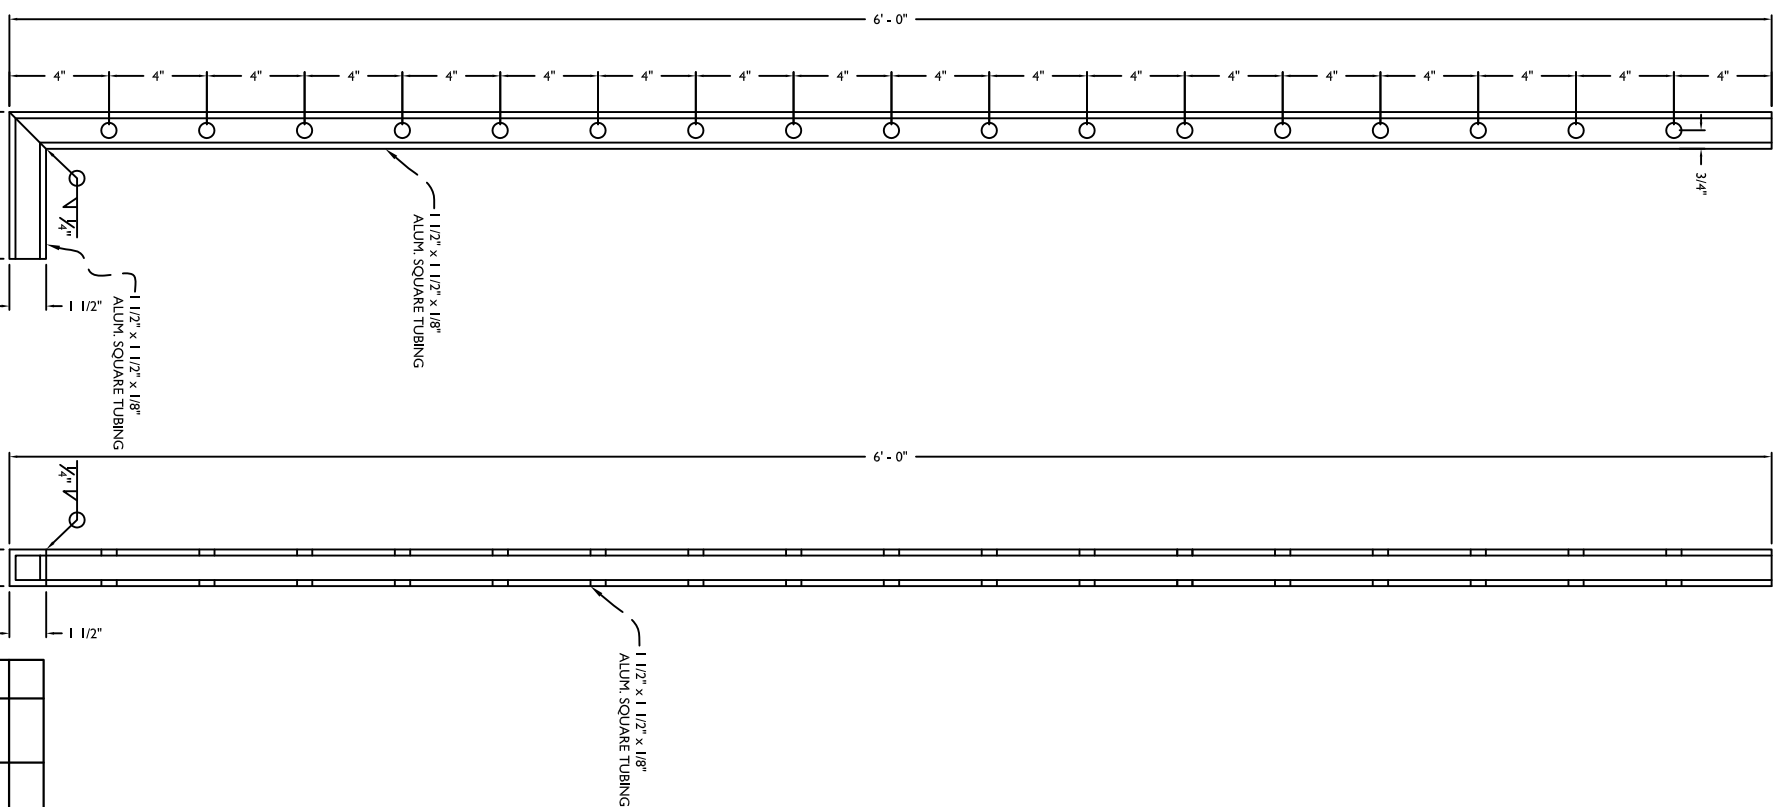 6' - 0"
4" 4" 4" 4" 4" 4" 4" 4" 4" 4" 4" 4" 4" 4" 4" 4" 4" 4"
3/4"
1/4"
1 1/2" x 1 1/2" x 1/8"
ALUM. SQUARE TUBING
1 1/2"
1 1/2" x 1 1/2" x 1/8"
ALUM. SQUARE TUBING
6' - 0"
1/4"
1 1/2"
1 1/2" x 1 1/2" x 1/8"
ALUM. SQUARE TUBING